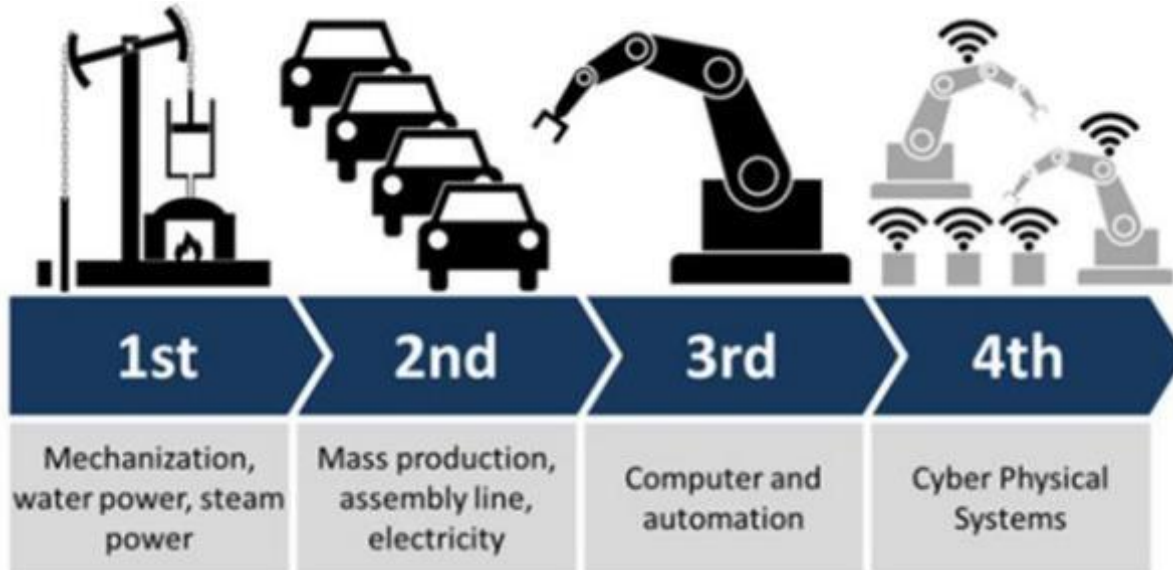 1st
2nd
3rd
4th
Mechanization,
water power, steam
power
Mass production,
assembly line,
electricity
Computer and
automation
Cyber Physical
Systems